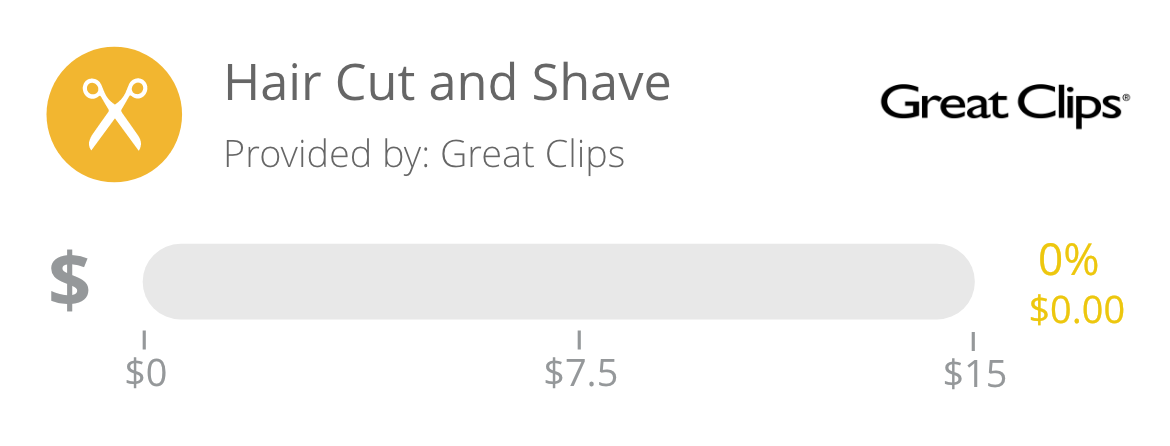 Hair Cut and Shave
Provided by: Great Clips
Great Clips®
$
0%
$0.00
$0
$7.5
$15